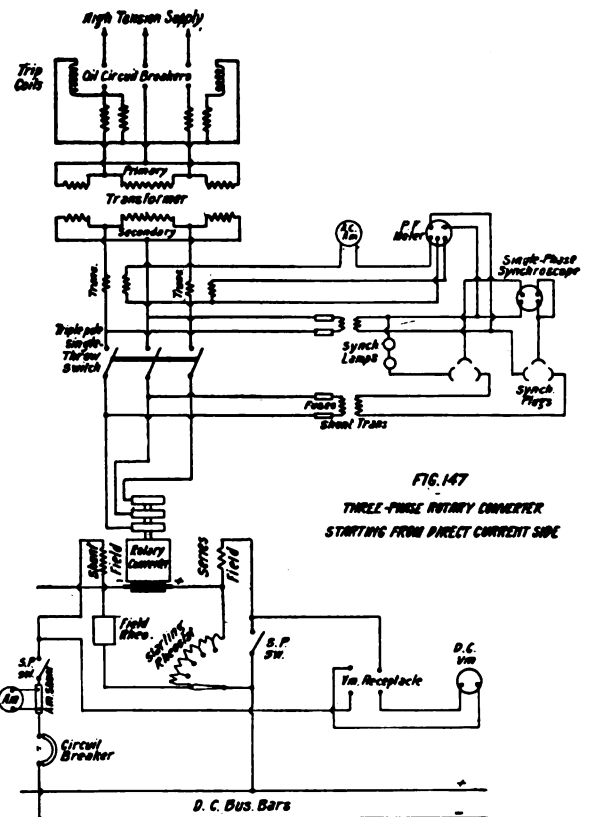 High Tension Supply
Trip
Coils
Oil Circuit Breakers
Primary
Transformer
Secondary
A.C.
Am
P.F.
Meter
Single-Phase
Synchroscope
Trans.
Trans
Triple pole
Single-
Throw
Switch
Synch
Lamps
Synch.
Plugs
Fuses
Shunt Trans
FIG. 147
THREE-PHASE ROTARY CONVERTER
STARTING FROM DIRECT CURRENT SIDE
Shunt
Field
Rotary
Converter
- +
Series
Field
Field
Rheo.
Starling
Rheostat
S.P.
Sw.
S.P.
sw.
Am
Am Shunt
Vm. Receptacle
D.C.
Vm
Circuit
Breaker
+
D.C. Bus Bars
-